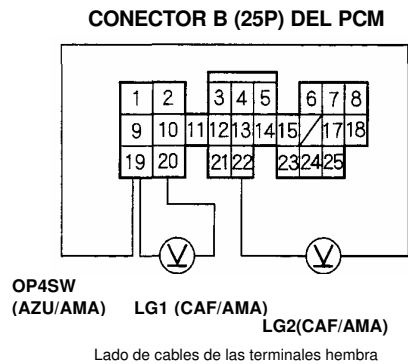 CONECTOR B (25P) DEL PCM
1 2 3 4 5 6 7 8
9 10 11 12 13 14 15 17 18
19 20 21 22 23 24 25
V V
OP4SW
(AZU/AMA) LG1 (CAF/AMA)
LG2(CAF/AMA)
Lado de cables de las terminales hembra